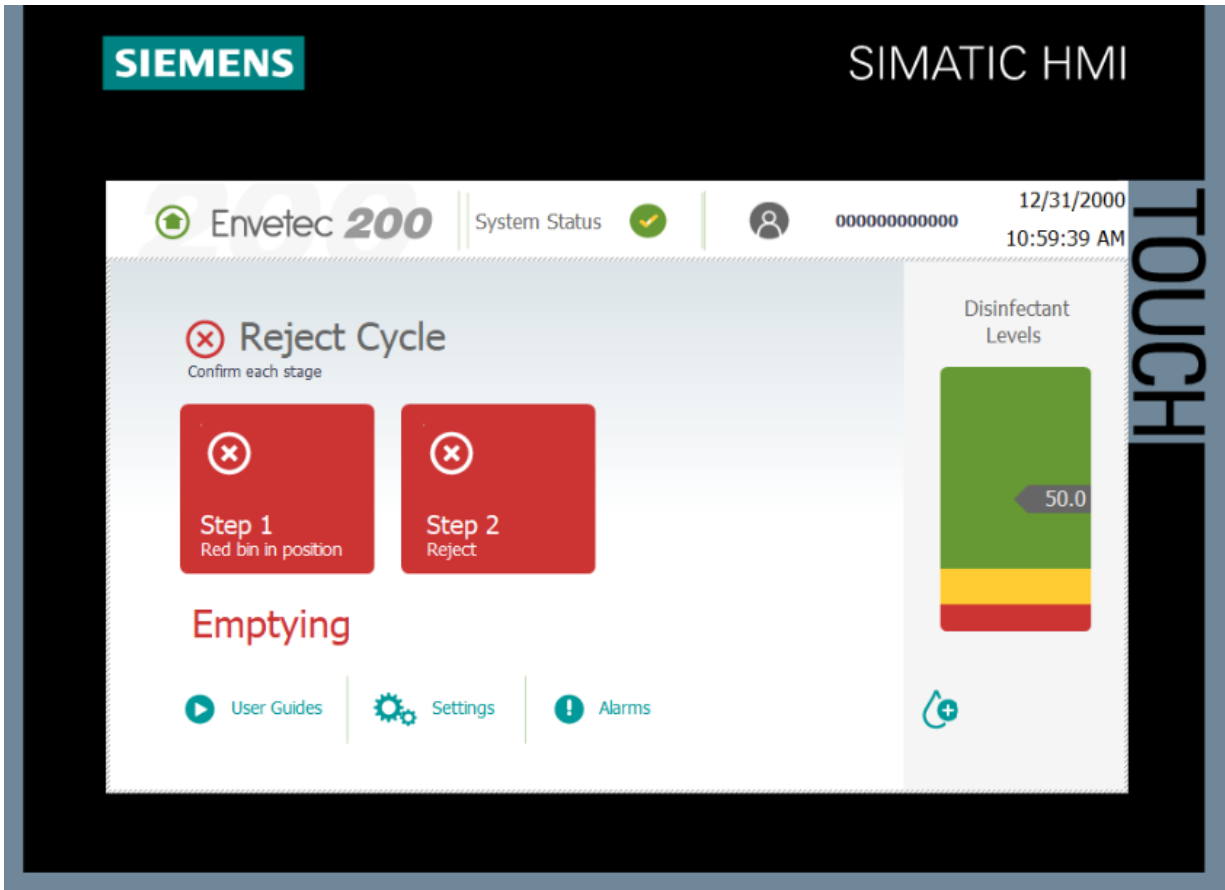 SIEMENS
SIMATIC HMI
TOUCH
200
Envetec 200
System Status
000000000000
12/31/2000
10:59:39 AM
Reject Cycle
Confirm each stage
Step 1
Red bin in position
Step 2
Reject
Emptying
User Guides
Settings
Alarms
Disinfectant
Levels
50.0